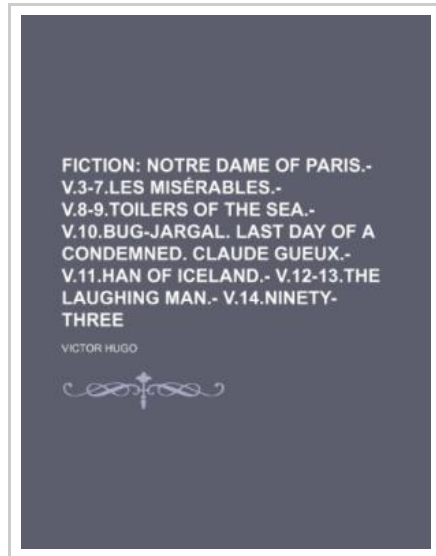 FICTION: NOTRE DAME OF PARIS.-
V.3-7.LES MISÉRABLES.-
V.8-9.TOILERS OF THE SEA.-
V.10.BUG-JARGAL. LAST DAY OF A
CONDEMNED. CLAUDE GUEUX.-
V.11.HAN OF ICELAND.- V.12-13.THE
LAUGHING MAN.- V.14.NINETY-
THREE
VICTOR HUGO